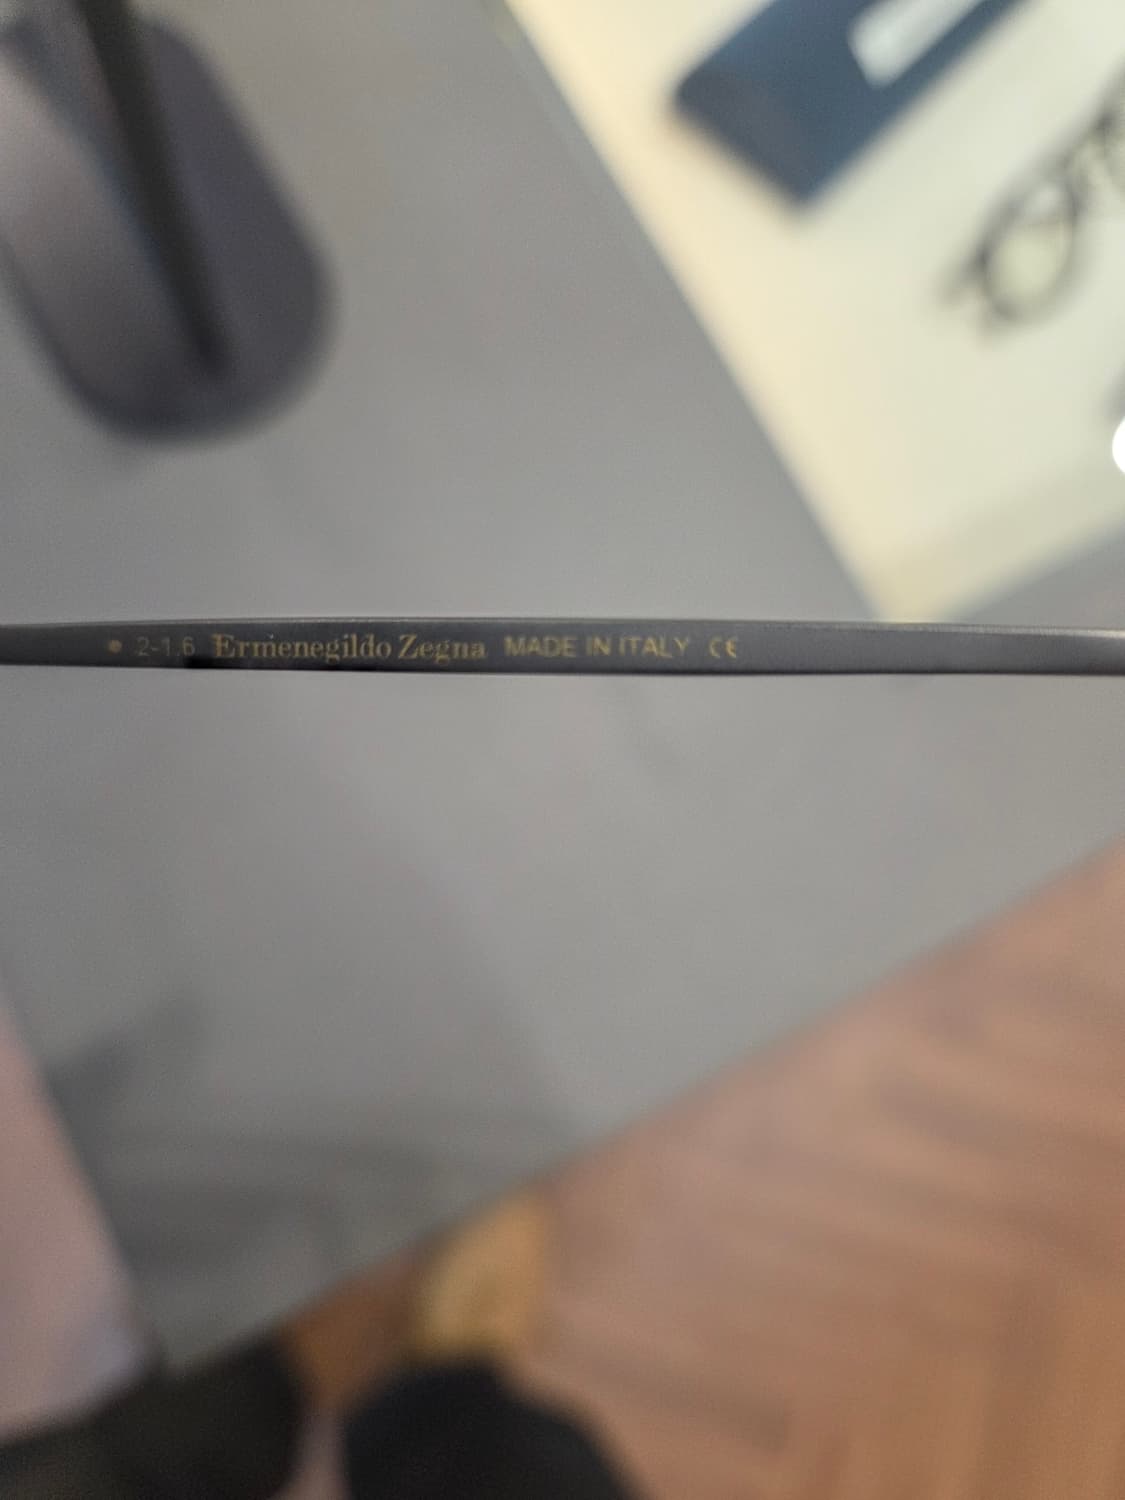 2-1.6 Ermenegildo Zegna MADE IN ITALY CE